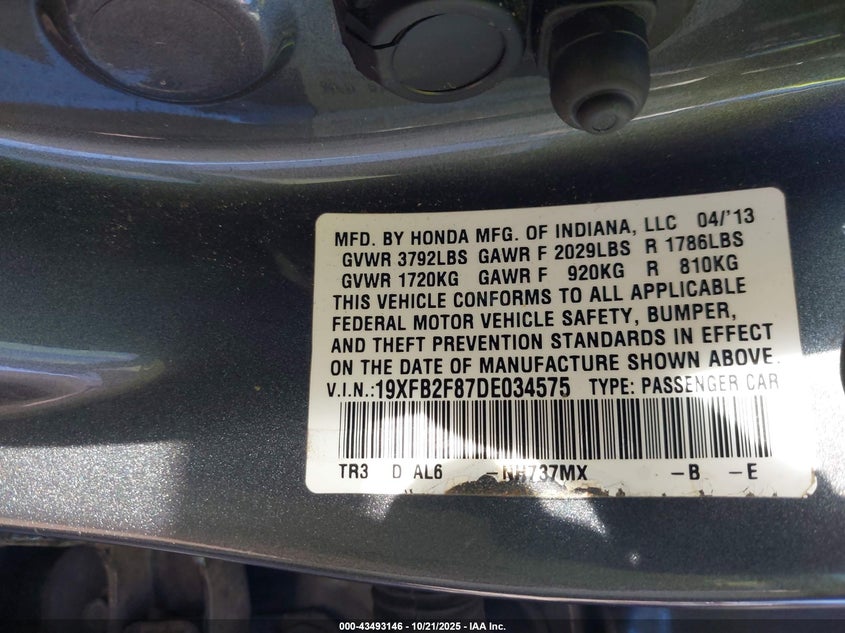 MFD. BY HONDA MFG. OF INDIANA, LLC 04/'13
GVWR 3792LBS GAWR F 2029LBS R 1786LBS
GVWR 1720KG GAWR F 920KG R 810KG
THIS VEHICLE CONFORMS TO ALL APPLICABLE
FEDERAL MOTOR VEHICLE SAFETY, BUMPER,
AND THEFT PREVENTION STANDARDS IN EFFECT
ON THE DATE OF MANUFACTURE SHOWN ABOVE.
V.I.N.:19XFB2F87DE034575 TYPE: PASSENGER CAR
TR3 D AL6 -NH737MX -B -E
000-43493146 - 10/21/2025 - IAA Inc.